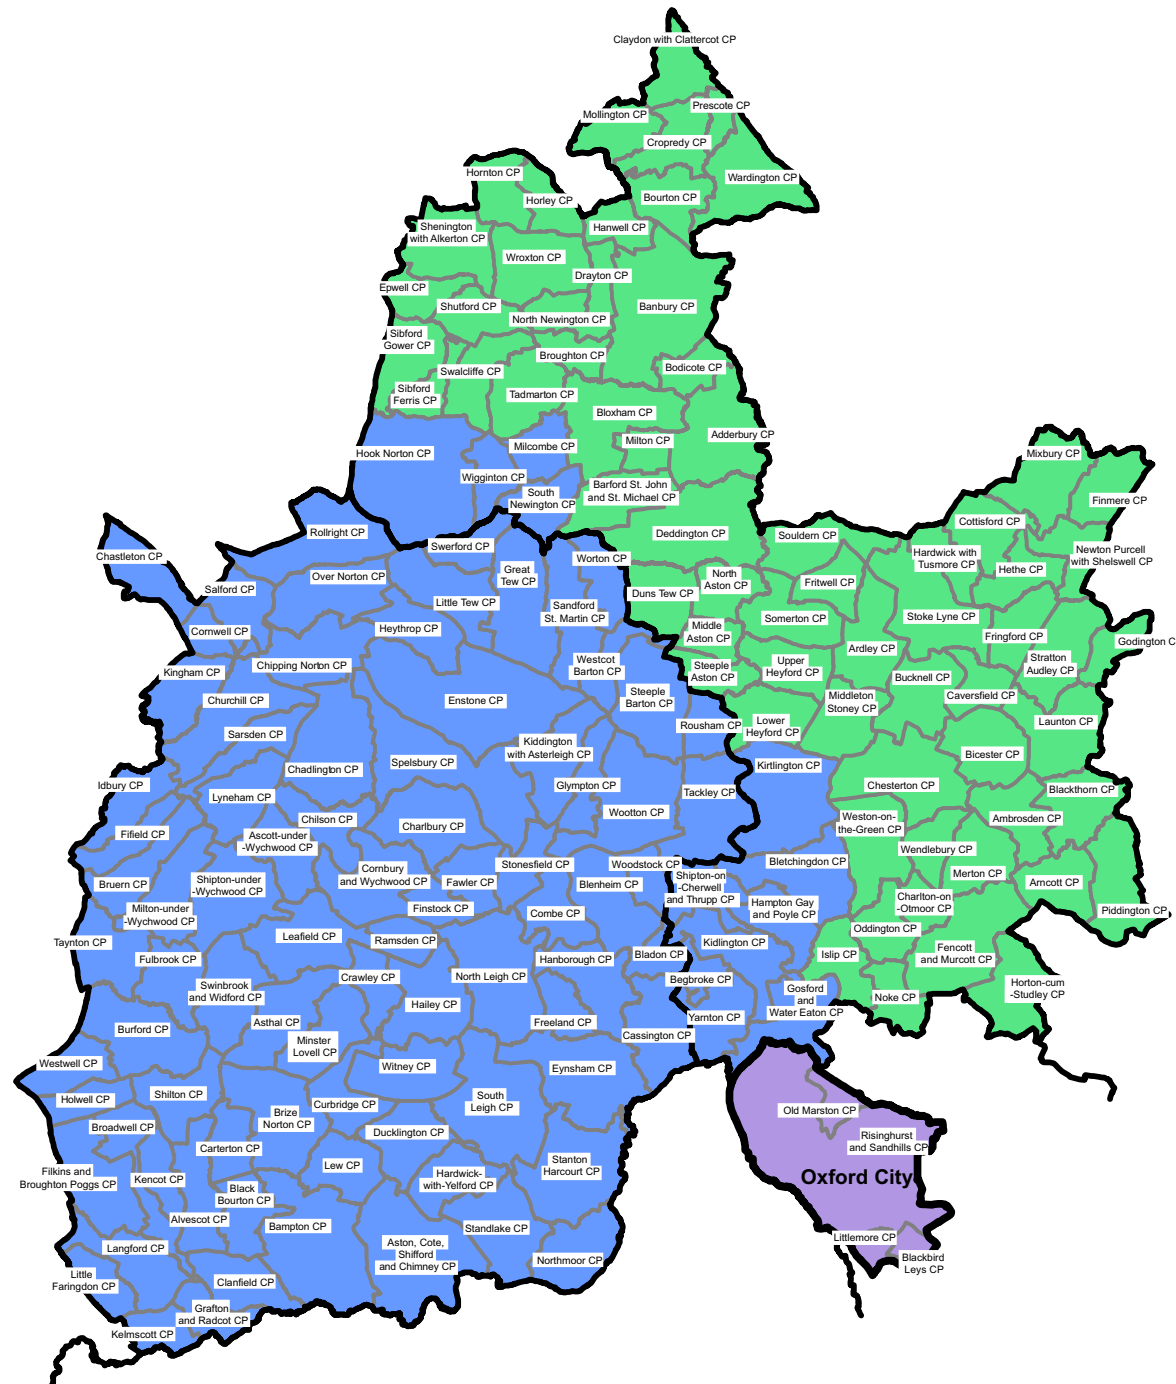 Claydon with Clattercot CP
Prescote CP
Mollington CP
Cropredy CP
Wardington CP
Hornton CP
Horley CP
Bourton CP
Shenington
with Alkerton CP
Hanwell CP
Wroxton CP
Drayton CP
Epwell CP
Shutford CP
Banbury CP
North Newington CP
Sibford
Gower CP
Broughton CP
Swalcliffe CP
Bodicote CP
Sibford
Ferris CP
Tadmarton CP
Bloxham CP
Milton CP
Adderbury CP
Hook Norton CP
Milcombe CP
Wigginton CP
Barford St. John
and St. Michael CP
South
Newington CP
Mixbury CP
Finmere CP
Cottisford CP
Rollright CP
Deddington CP
Souldern CP
Swerford CP
Chastleton CP
Worton CP
Hardwick with
Tusmore CP
Newton Purcell
with Shelswell CP
Hethe CP
Over Norton CP
Great
Tew CP
North
Aston CP
Fritwell CP
Salford CP
Duns Tew CP
Little Tew CP
Sandford
St. Martin CP
Somerton CP
Stoke Lyne CP
Cornwell CP
Heythrop CP
Middle
Aston CP
Fringford CP
Godington C
Ardley CP
Stratton
Audley CP
Kingham CP
Chipping Norton CP
Westcot
Barton CP
Steeple
Aston CP
Upper
Heyford CP
Bucknell CP
Churchill CP
Enstone CP
Steeple
Barton CP
Middleton
Stoney CP
Caversfield CP
Sarsden CP
Rousham CP
Lower
Heyford CP
Launton CP
Kiddington
with Asterleigh CP
Bicester CP
Spelsbury CP
Kirtlington CP
Chadlington CP
Idbury CP
Glympton CP
Tackley CP
Chesterton CP
Blackthorn CP
Lyneham CP
Wootton CP
Chilson CP
Charlbury CP
Weston-on-
the-Green CP
Ambrosden CP
Fifield CP
Ascott-under
-Wychwood CP
Wendlebury CP
Stonesfield CP
Woodstock CP
Bletchingdon CP
Cornbury
and Wychwood CP
Merton CP
Bruern CP
Shipton-under
-Wychwood CP
Fawler CP
Blenheim CP
Shipton-on
-Cherwell
and Thrupp CP
Arncott CP
Finstock CP
Hampton Gay
and Poyle CP
Charlton-on
-Otmoor CP
Milton-under
-Wychwood CP
Combe CP
Piddington CP
Oddington CP
Taynton CP
Leafield CP
Ramsden CP
Kidlington CP
Fulbrook CP
Hanborough CP
Bladon CP
Islip CP
Fencott
and Murcott CP
Swinbrook
and Widford CP
Crawley CP
North Leigh CP
Begbroke CP
Gosford
and
Water Eaton CP
Noke CP
Horton-cum
-Studley CP
Hailey CP
Burford CP
Asthal CP
Freeland CP
Yarnton CP
Minster
Lovell CP
Cassington CP
Westwell CP
Witney CP
Eynsham CP
Holwell CP
Shilton CP
South
Leigh CP
Curbridge CP
Old Marston CP
Broadwell CP
Brize
Norton CP
Ducklington CP
Risinghurst
and Sandhills CP
Carterton CP
Lew CP
Stanton
Harcourt CP
Filkins and
Broughton Poggs CP
Kencot CP
Hardwick-
with-Yelford CP
Oxford City
Black
Bourton CP
Alvescot CP
Bampton CP
Standlake CP
Littlemore CP
Langford CP
Aston, Cote,
Shifford
and Chimney CP
Northmoor CP
Blackbird
Leys CP
Little
Faringdon CP
Clanfield CP
Grafton
and Radcot CP
Kelmscott CP